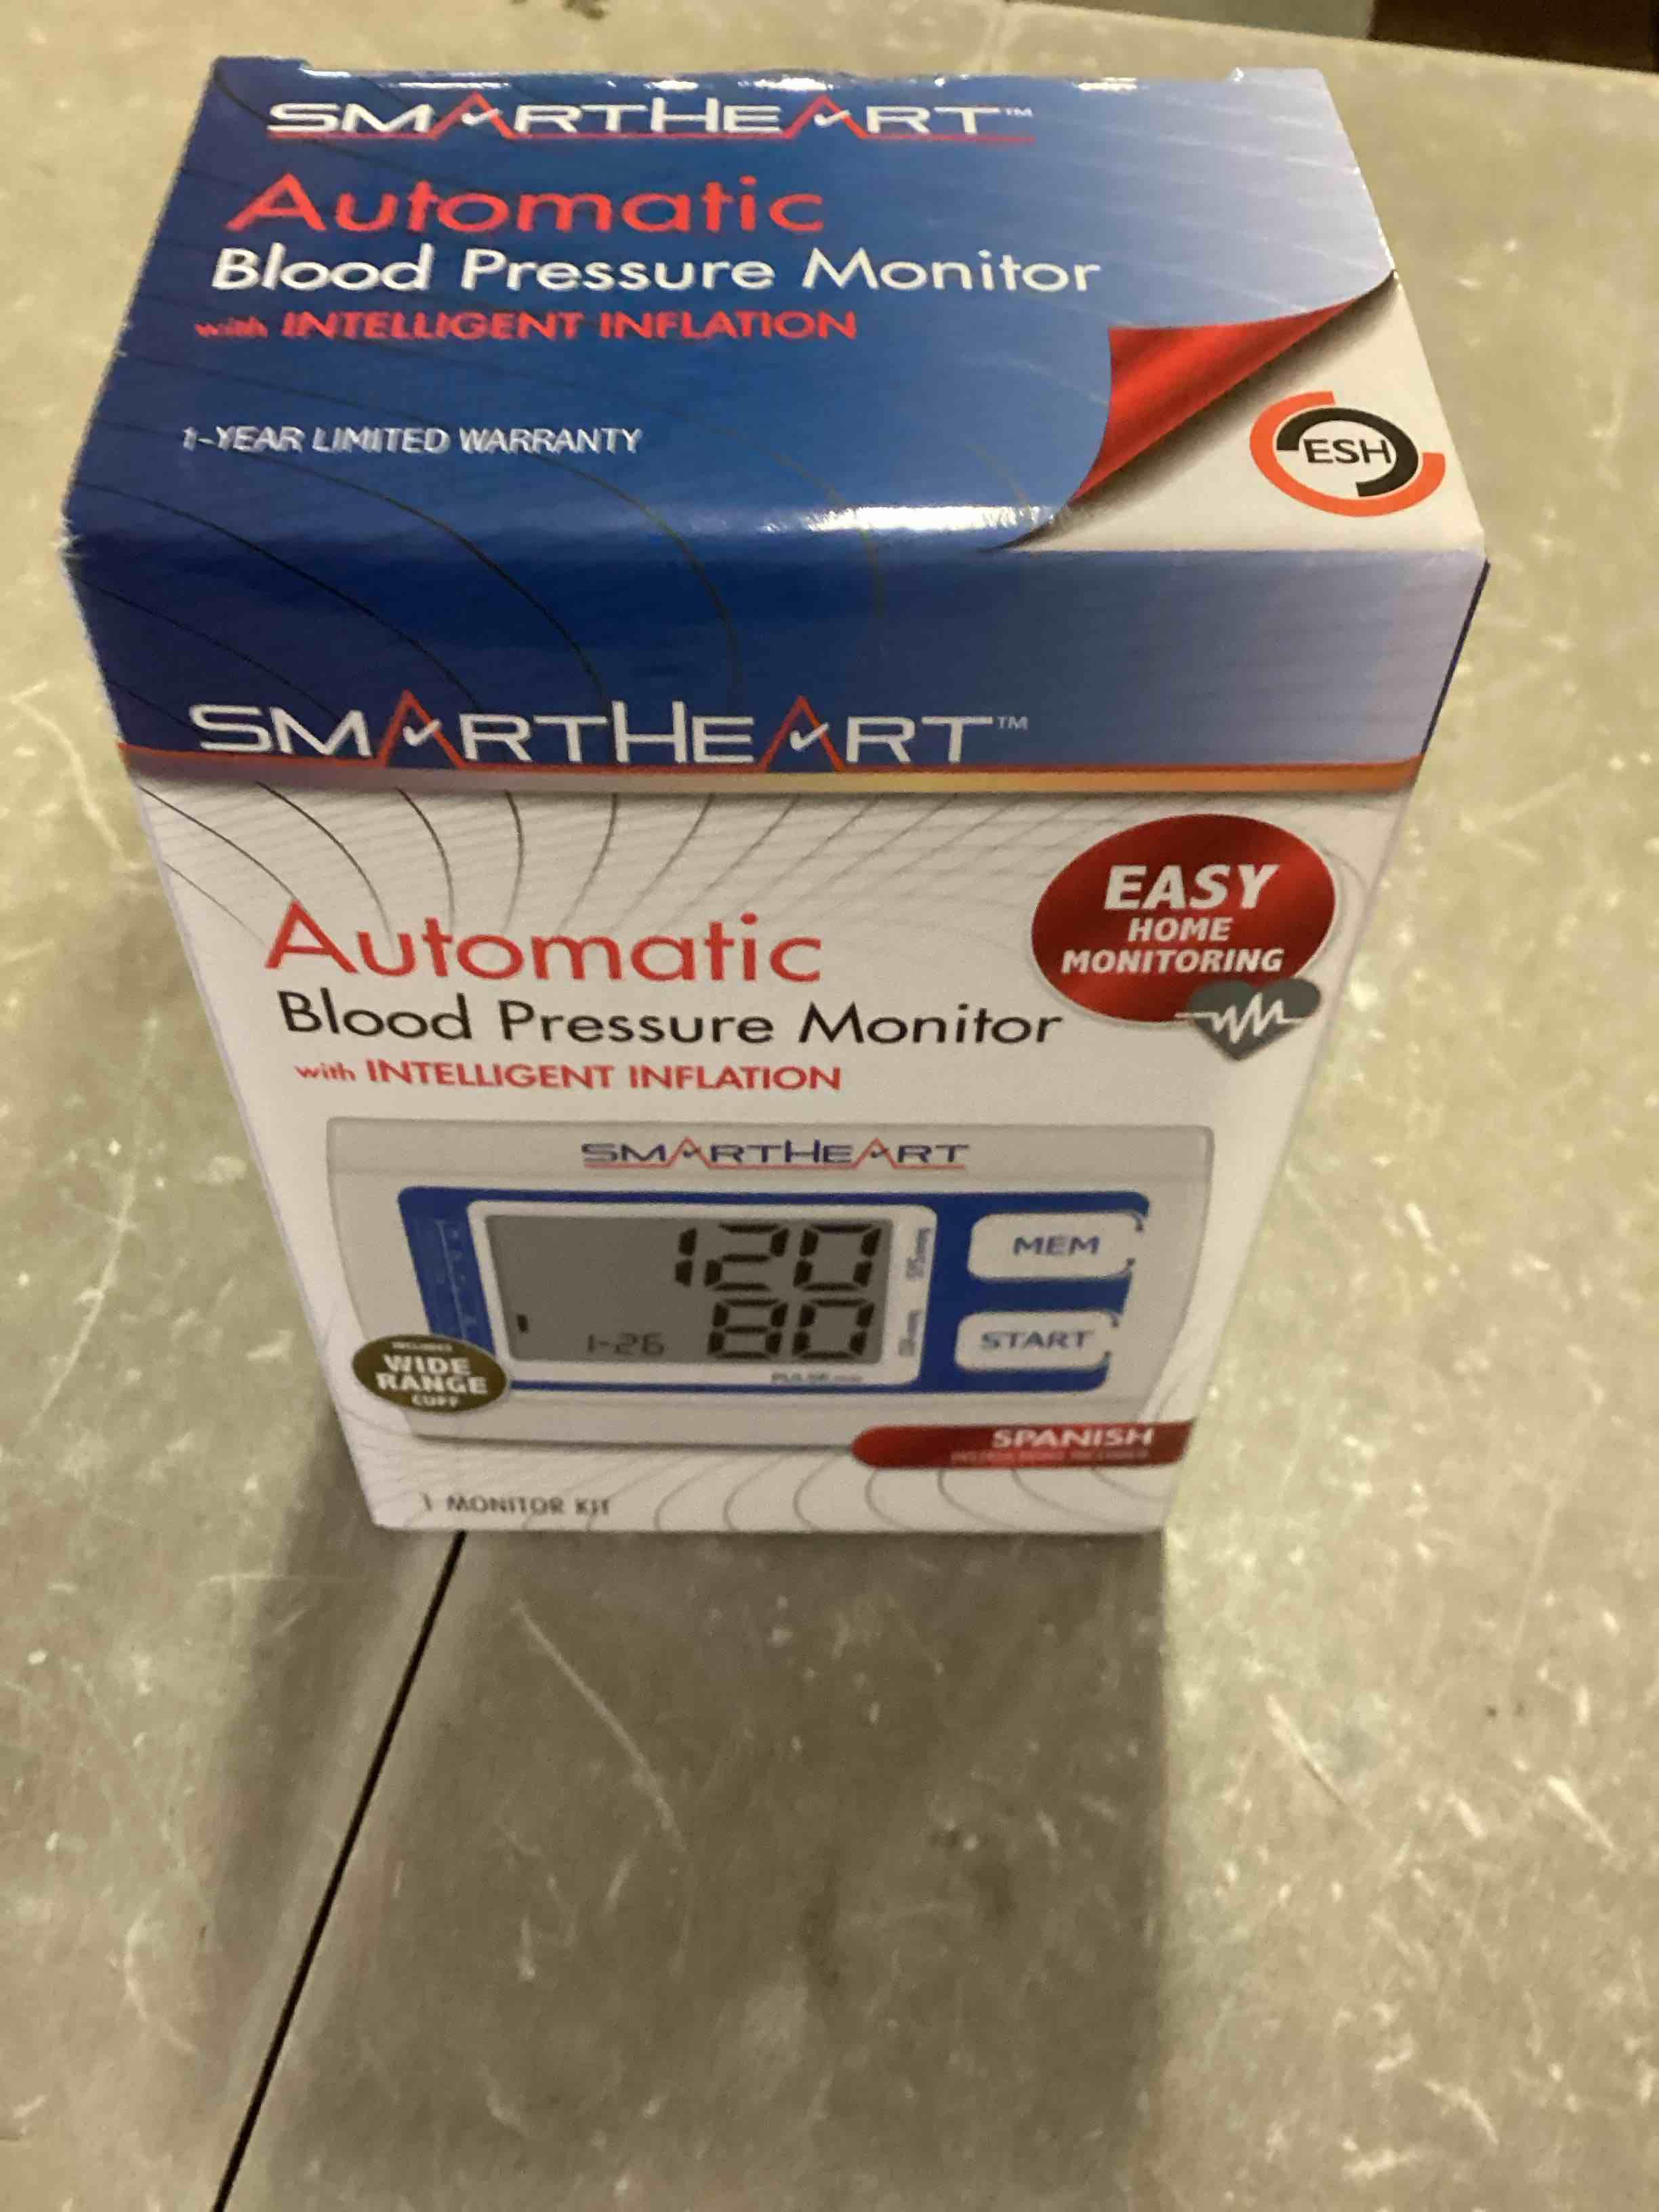 SMARTHEART™
Automatic
Blood Pressure Monitor
with INTELLIGENT INFLATION
1-YEAR LIMITED WARRANTY
ESH
SMARTHEART™
EASY
HOME
MONITORING
Automatic
Blood Pressure Monitor
with INTELLIGENT INFLATION
SMARTHEART
120
80
1-26
MEM
START
PULSE
INCLUDES
WIDE
RANGE
CUFF
SPANISH
1 MONITOR KIT